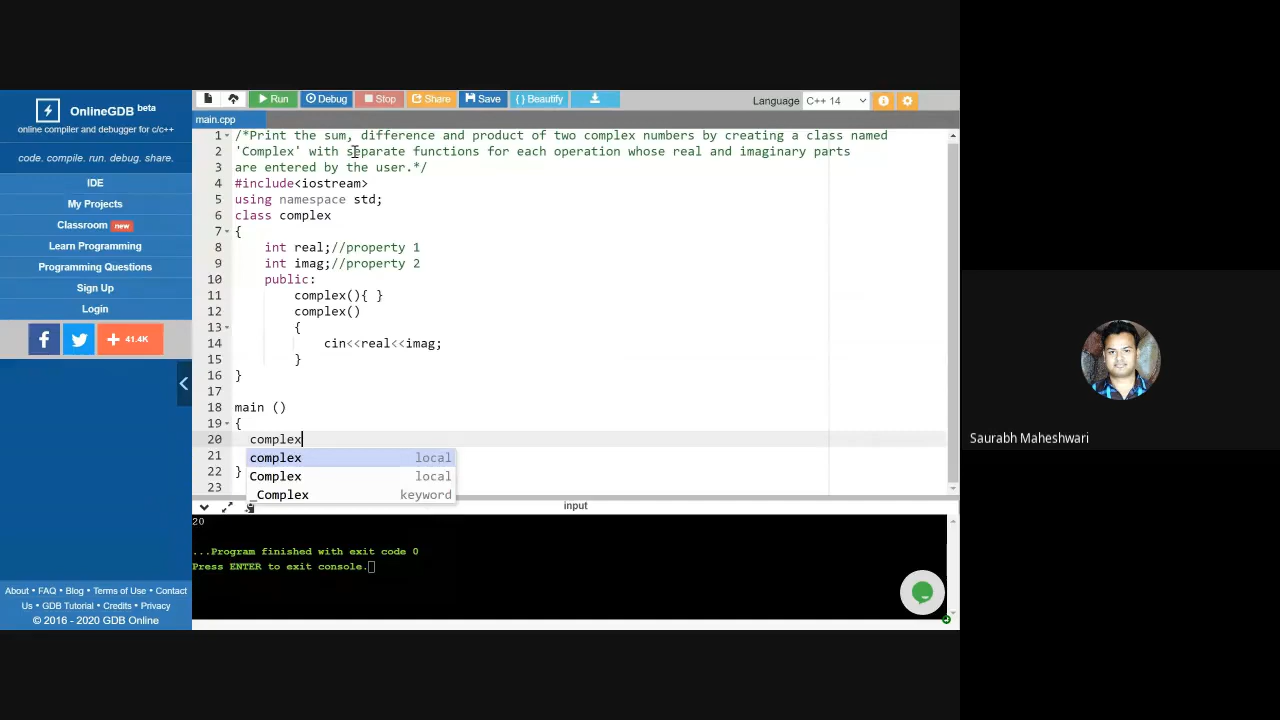 OnlineGDB beta
online compiler and debugger for c/c++
code. compile. run. debug. share.
IDE
My Projects
Classroom new
Learn Programming
Programming Questions
Sign Up
Login
41.4K
About • FAQ • Blog • Terms of Use • Contact
Us • GDB Tutorial • Credits • Privacy
© 2016 - 2020 GDB Online
Run Debug Stop Share Save { } Beautify Language C++ 14
main.cpp
1 /*Print the sum, difference and product of two complex numbers by creating a class named
2 'Complex' with separate functions for each operation whose real and imaginary parts
3 are entered by the user.*/
4 #include<iostream>
5 using namespace std;
6 class complex
7 {
8 int real;//property 1
9 int imag;//property 2
10 public:
11 complex(){ }
12 complex()
13 {
14 cin<<real<<imag;
15 }
16 }
17
18 main ()
19 {
20 complex
21
22 }
23
complex local
Complex local
_Complex keyword
input
20
...Program finished with exit code 0
Press ENTER to exit console.
Saurabh Maheshwari